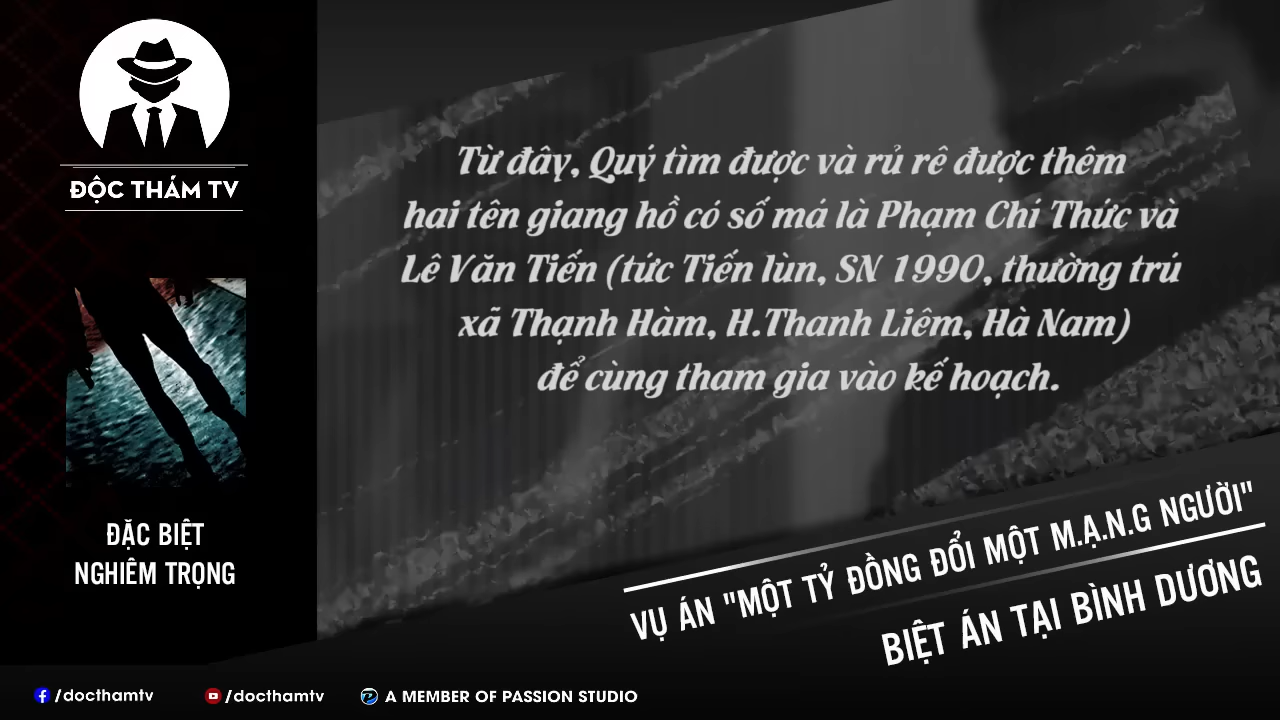 ĐỘC THÁM TV
ĐẶC BIỆT
NGHIÊM TRỌNG
Từ đây, Quý tìm được và rủ rê được thêm
hai tên giang hồ có số má là Phạm Chí Thức và
Lê Văn Tiến (tức Tiến lùn, SN 1990, thường trú
xã Thạnh Hàm, H.Thanh Liêm, Hà Nam)
để cùng tham gia vào kế hoạch.
VỤ ÁN "MỘT TỶ ĐỒNG ĐỔI MỘT M.Ạ.N.G NGƯỜI"
BIỆT ÁN TẠI BÌNH DƯƠNG
/docthamtv
/docthamtv
A MEMBER OF PASSION STUDIO